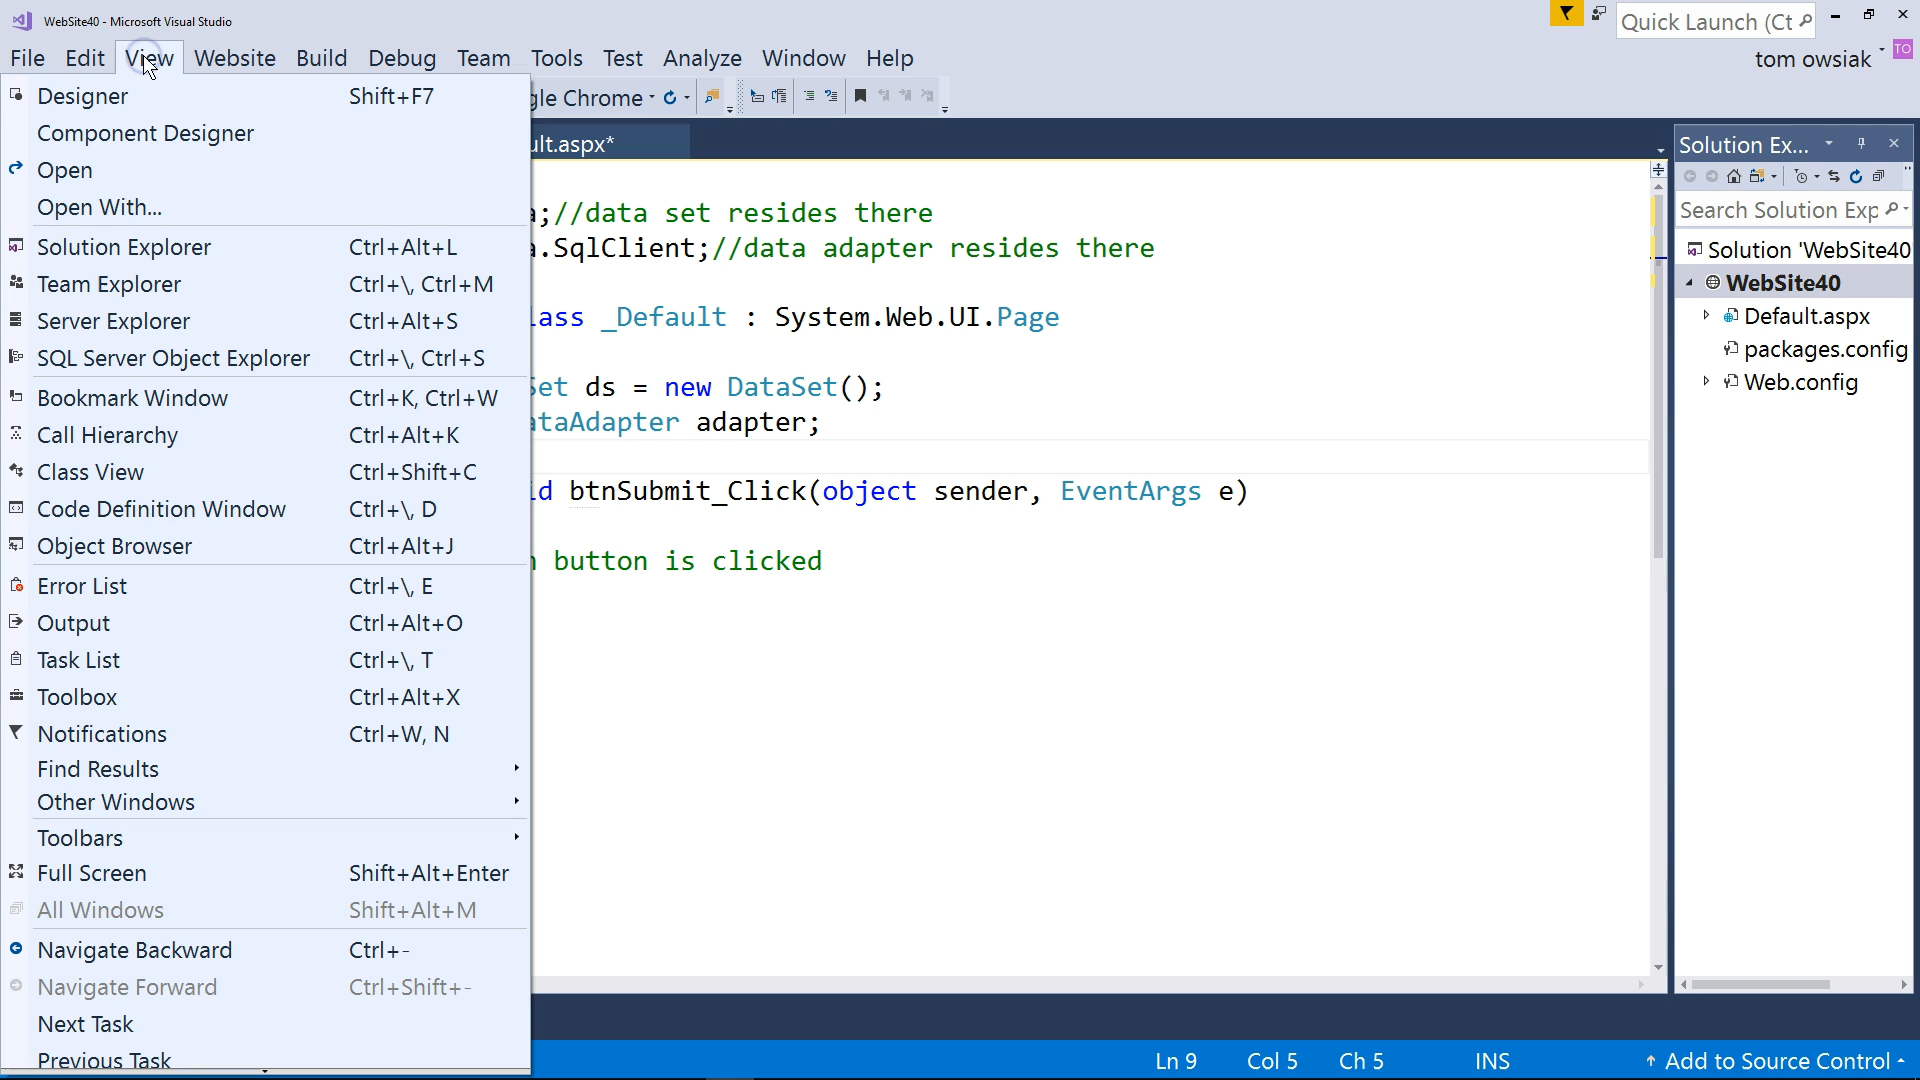 WebSite40 - Microsoft Visual Studio
Quick Launch (Ct
File Edit View Website Build Debug Team Tools Test Analyze Window Help
tom owsiak TO
Designer Shift+F7
Component Designer
Open
Open With...
Solution Explorer Ctrl+Alt+L
Team Explorer Ctrl+\, Ctrl+M
Server Explorer Ctrl+Alt+S
SQL Server Object Explorer Ctrl+\, Ctrl+S
Bookmark Window Ctrl+K, Ctrl+W
Call Hierarchy Ctrl+Alt+K
Class View Ctrl+Shift+C
Code Definition Window Ctrl+\, D
Object Browser Ctrl+Alt+J
Error List Ctrl+\, E
Output Ctrl+Alt+O
Task List Ctrl+\, T
Toolbox Ctrl+Alt+X
Notifications Ctrl+W, N
Find Results
Other Windows
Toolbars
Full Screen Shift+Alt+Enter
All Windows Shift+Alt+M
Navigate Backward Ctrl+-
Navigate Forward Ctrl+Shift+-
Next Task
Previous Task
gle Chrome
ult.aspx*
a;//data set resides there
a.SqlClient;//data adapter resides there
lass _Default : System.Web.UI.Page
Set ds = new DataSet();
ataAdapter adapter;
id btnSubmit_Click(object sender, EventArgs e)
n button is clicked
Solution Ex...
Search Solution Exp
Solution 'WebSite40
WebSite40
Default.aspx
packages.config
Web.config
Ln 9 Col 5 Ch 5 INS Add to Source Control